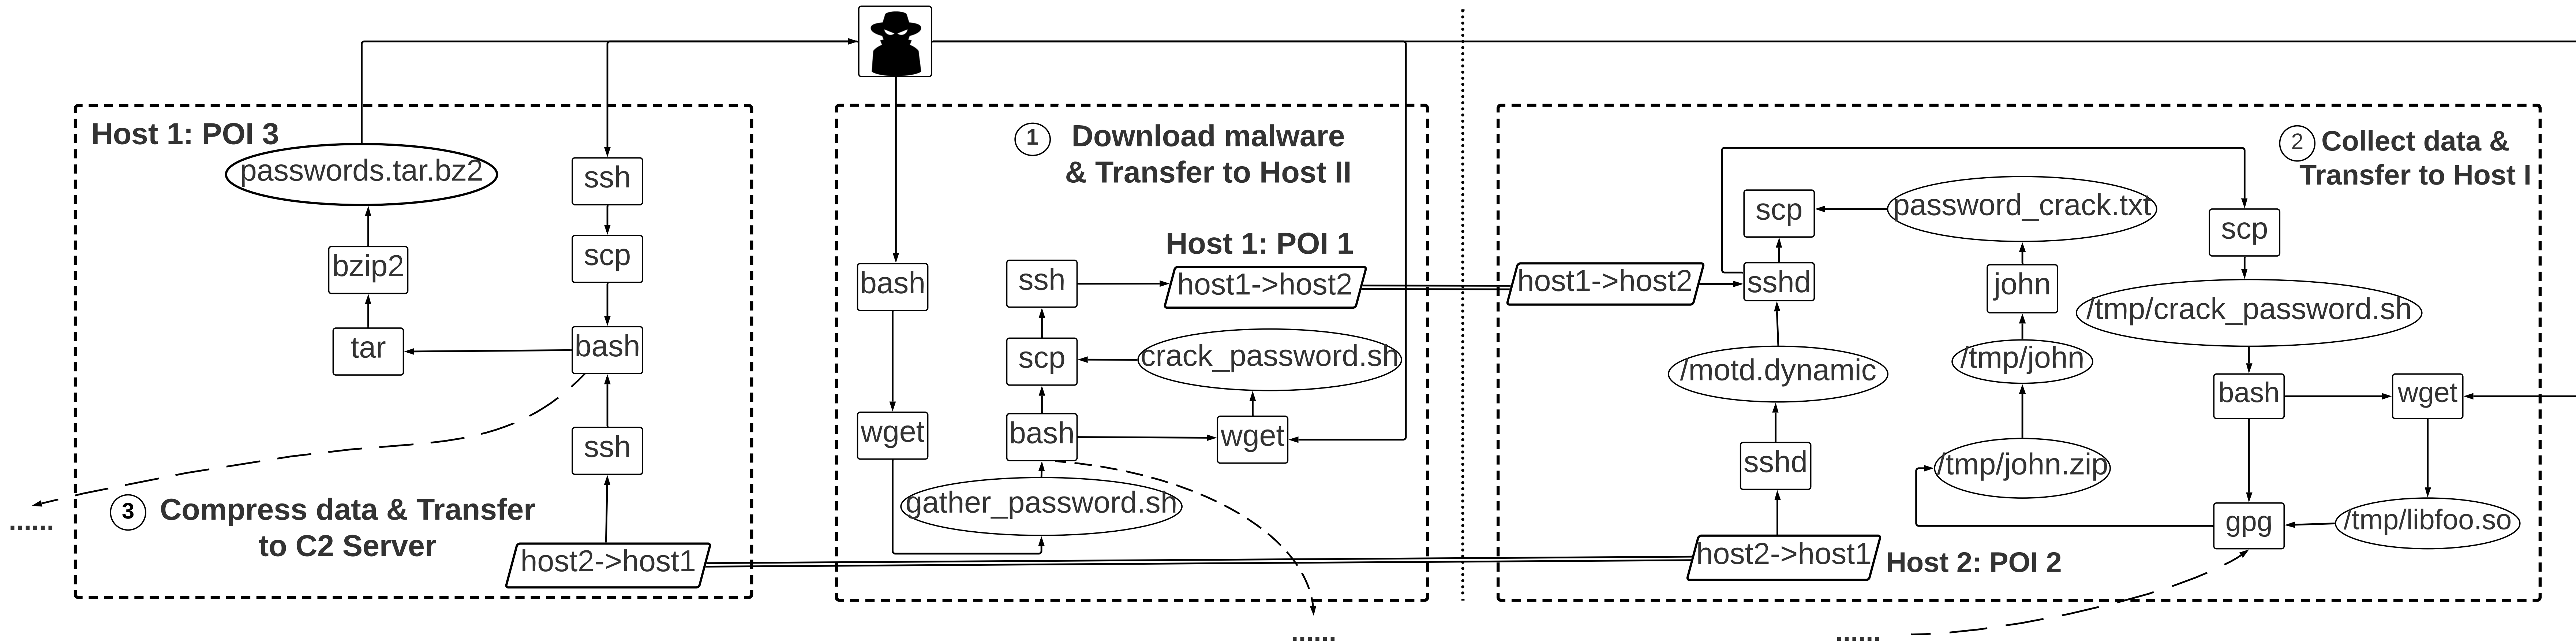 Host 1: POI 3
passwords.tar.bz2
ssh
bzip2
scp
tar
bash
ssh
3 Compress data & Transfer
to C2 Server
host2->host1
......
1 Download malware
& Transfer to Host II
Host 1: POI 1
bash
ssh
host1->host2
scp
crack_password.sh
wget
bash
wget
gather_password.sh
......
2 Collect data &
Transfer to Host I
scp
password_crack.txt
scp
host1->host2
sshd
john
/tmp/crack_password.sh
/motd.dynamic
/tmp/john
bash
wget
sshd
/tmp/john.zip
gpg
/tmp/libfoo.so
host2->host1
Host 2: POI 2
......